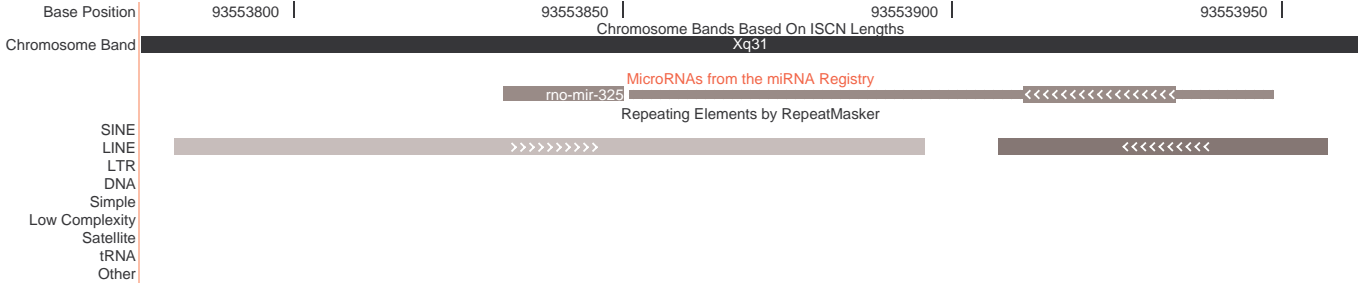 Base Position 93553800 93553850 93553900 93553950
Chromosome Bands Based On ISCN Lengths
Chromosome Band Xq31
MicroRNAs from the miRNA Registry
rno-mir-325
Repeating Elements by RepeatMasker
SINE
LINE
LTR
DNA
Simple
Low Complexity
Satellite
tRNA
Other